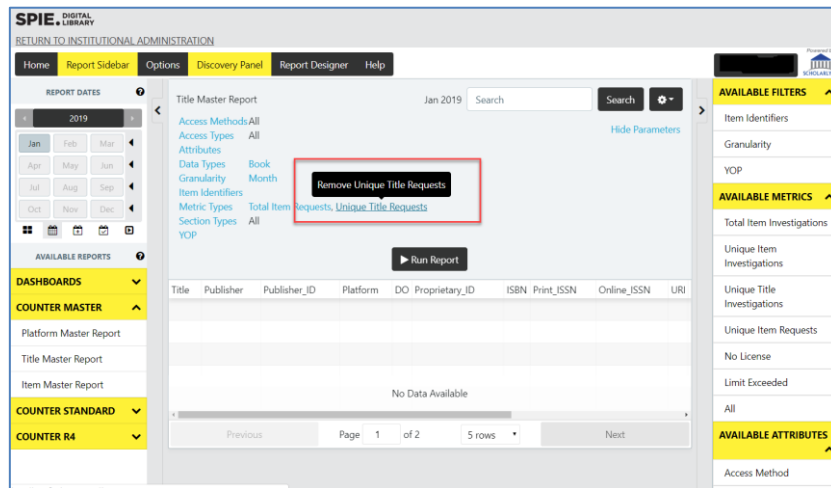 SPIE. DIGITAL LIBRARY
RETURN TO INSTITUTIONAL ADMINISTRATION
Home Report Sidebar Options Discovery Panel Report Designer Help
REPORT DATES
2019
Jan Feb Mar
Apr May Jun
Jul Aug Sep
Oct Nov Dec
AVAILABLE REPORTS
DASHBOARDS
COUNTER MASTER
Platform Master Report
Title Master Report
Item Master Report
COUNTER STANDARD
COUNTER R4
Title Master Report Jan 2019 Search Search
Hide Parameters
Access Methods All
Access Types All
Attributes
Data Types Book
Granularity Month
Item Identifiers
Remove Unique Title Requests
Metric Types Total Item Requests, Unique Title Requests
Section Types All
YOP
Run Report
Title Publisher Publisher_ID Platform DO Proprietary_ID ISBN Print_ISSN Online_ISSN URI
No Data Available
Previous Page 1 of 2 5 rows Next
AVAILABLE FILTERS
Item Identifiers
Granularity
YOP
AVAILABLE METRICS
Total Item Investigations
Unique Item
Investigations
Unique Title
Investigations
Unique Item Requests
No License
Limit Exceeded
All
AVAILABLE ATTRIBUTES
Access Method